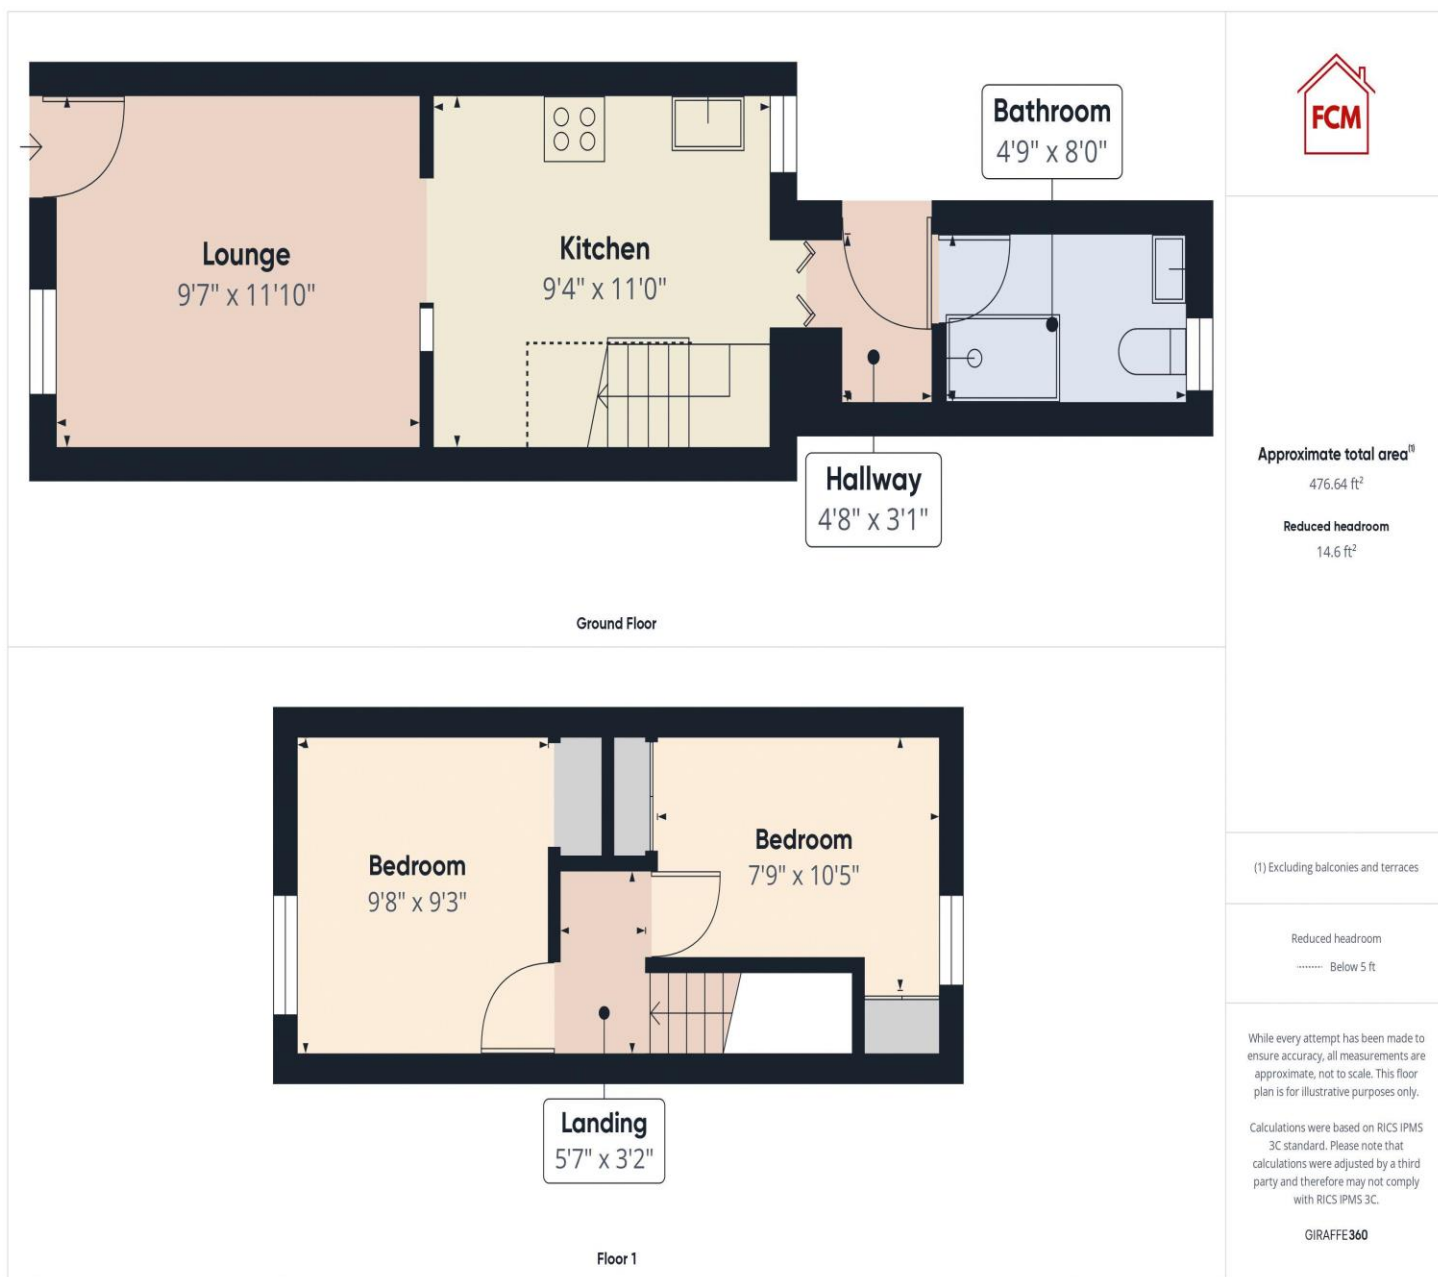 Bathroom
4'9" x 8'0"
Lounge
9'7" x 11'10"
Kitchen
9'4" x 11'0"
Hallway
4'8" x 3'1"
Ground Floor
Bedroom
9'8" x 9'3"
Bedroom
7'9" x 10'5"
Landing
5'7" x 3'2"
Floor 1
FCM
Approximate total area⁽¹⁾
476.64 ft²
Reduced headroom
14.6 ft²
(1) Excluding balconies and terraces
Reduced headroom
Below 5 ft
While every attempt has been made to
ensure accuracy, all measurements are
approximate, not to scale. This floor
plan is for illustrative purposes only.
Calculations were based on RICS IPMS
3C standard. Please note that
calculations were adjusted by a third
party and therefore may not comply
with RICS IPMS 3C.
GIRAFFE360